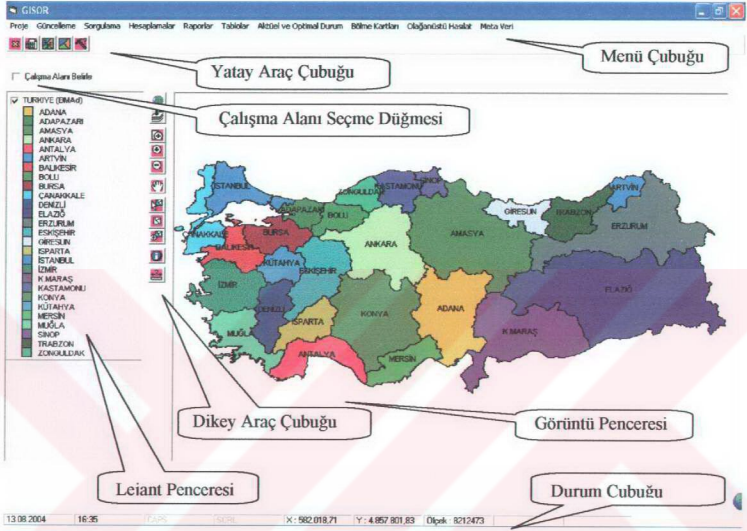 GISOR
Proje Güncelleme Sorgulama Hesaplamalar Raporlar Tablolar Aktüel ve Optimal Durum Bölme Kartları Olağanüstü Hasılat Meta Veri
Menü Çubuğu
Yatay Araç Çubuğu
Çalışma Alanı Belirle
Çalışma Alanı Seçme Düğmesi
TÜRKİYE (BMAd)
ADANA
ADAPAZARI
AMASYA
ANKARA
ANTALYA
ARTVİN
BALIKESİR
BOLU
BURSA
ÇANAKKALE
DENİZLİ
ELAZIĞ
ERZURUM
ESKİŞEHİR
GİRESUN
ISPARTA
İSTANBUL
İZMİR
K.MARAŞ
KASTAMONU
KONYA
KÜTAHYA
MERSİN
MUĞLA
SİNOP
TRABZON
ZONGULDAK
İSTANBUL
ZONGULDAK
KASTAMONU
SİNOP
ARTVİN
ADAPAZARI
BOLU
GİRESUN
TRABZON
ERZURUM
ÇANAKKALE
BURSA
BALIKESİR
ANKARA
AMASYA
KÜTAHYA
ESKİŞEHİR
İZMİR
ELAZIĞ
DENİZLİ
ISPARTA
KONYA
ADANA
MUĞLA
K.MARAŞ
ANTALYA
MERSİN
Dikey Araç Çubuğu
Görüntü Penceresi
Lejant Penceresi
Durum Cubuğu
13.08.2004 16:35 CAPS X : 582.018,71 Y : 4.857.801,83 Ölçek : 8212473